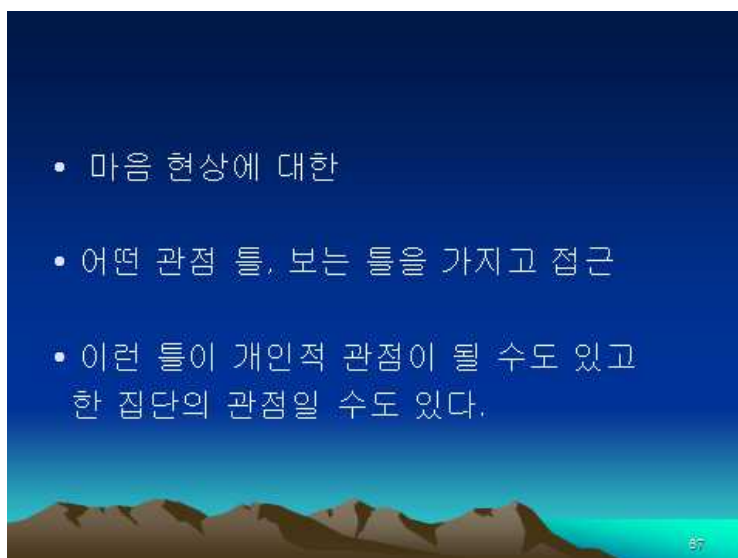 • 마음 현상에 대한
• 어떤 관점 틀, 보는 틀을 가지고 접근
• 이런 틀이 개인적 관점이 될 수도 있고
한 집단의 관점일 수도 있다.
67